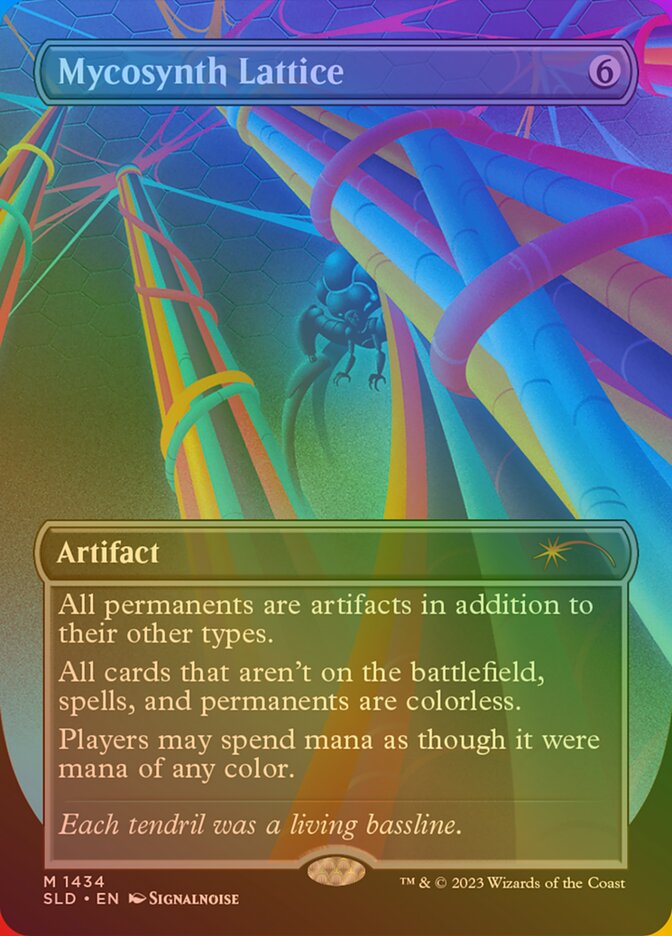 Mycosynth Lattice 6
Artifact
All permanents are artifacts in addition to
their other types.
All cards that aren't on the battlefield,
spells, and permanents are colorless.
Players may spend mana as though it were
mana of any color.
Each tendril was a living bassline.
M 1434
SLD • EN Signalnoise
™ & © 2023 Wizards of the Coast